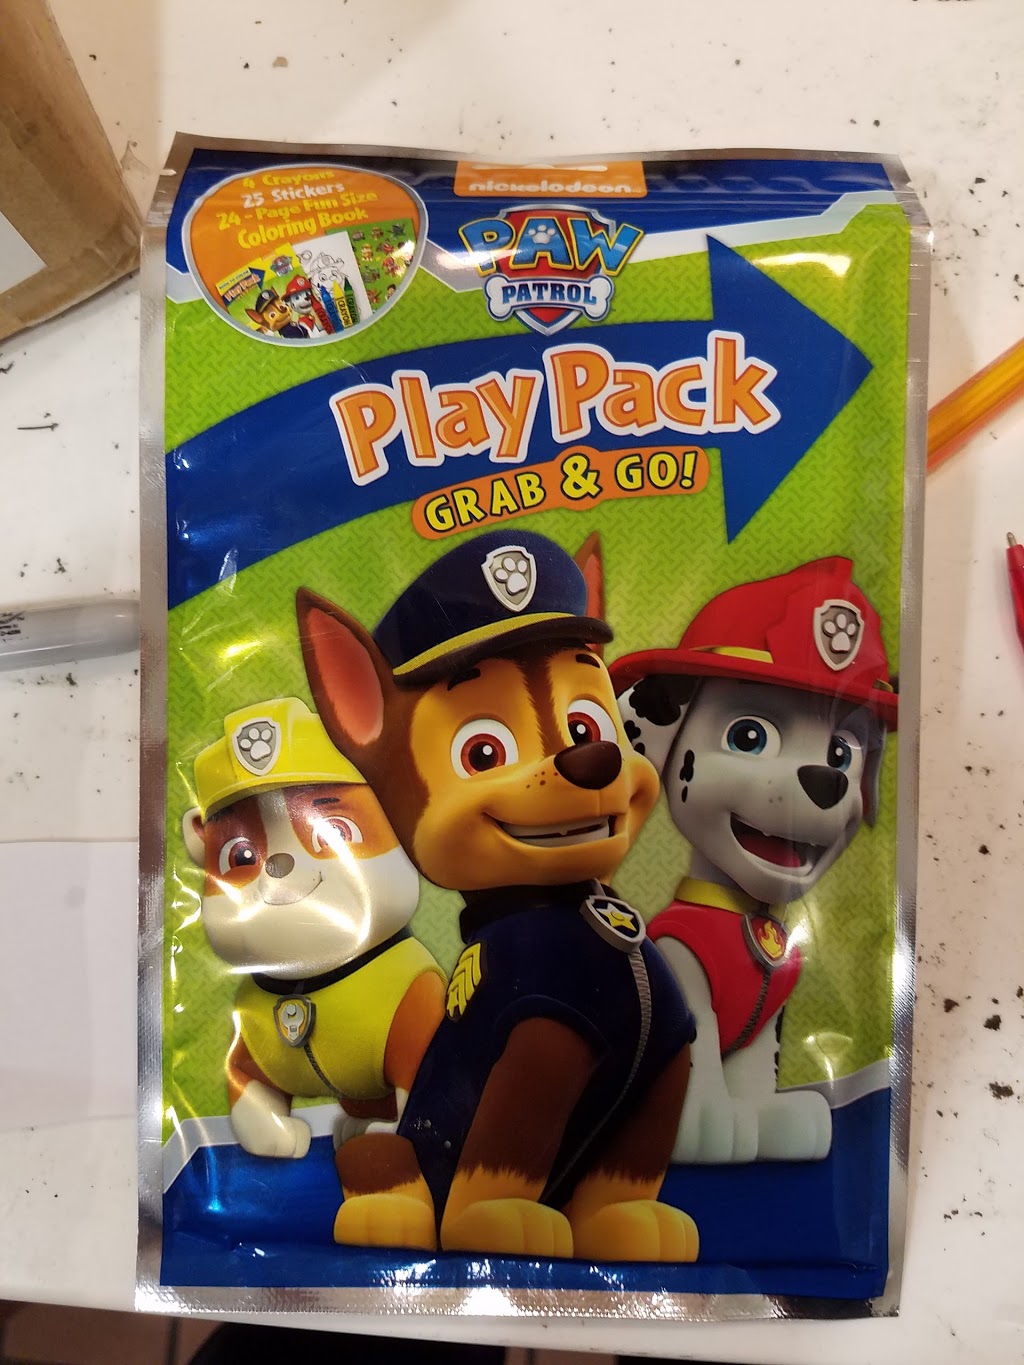 4 Crayons
25 Stickers
24 - Page Fun Size
Coloring Book
nickelodeon
PAW
PATROL
Play Pack
GRAB & GO!